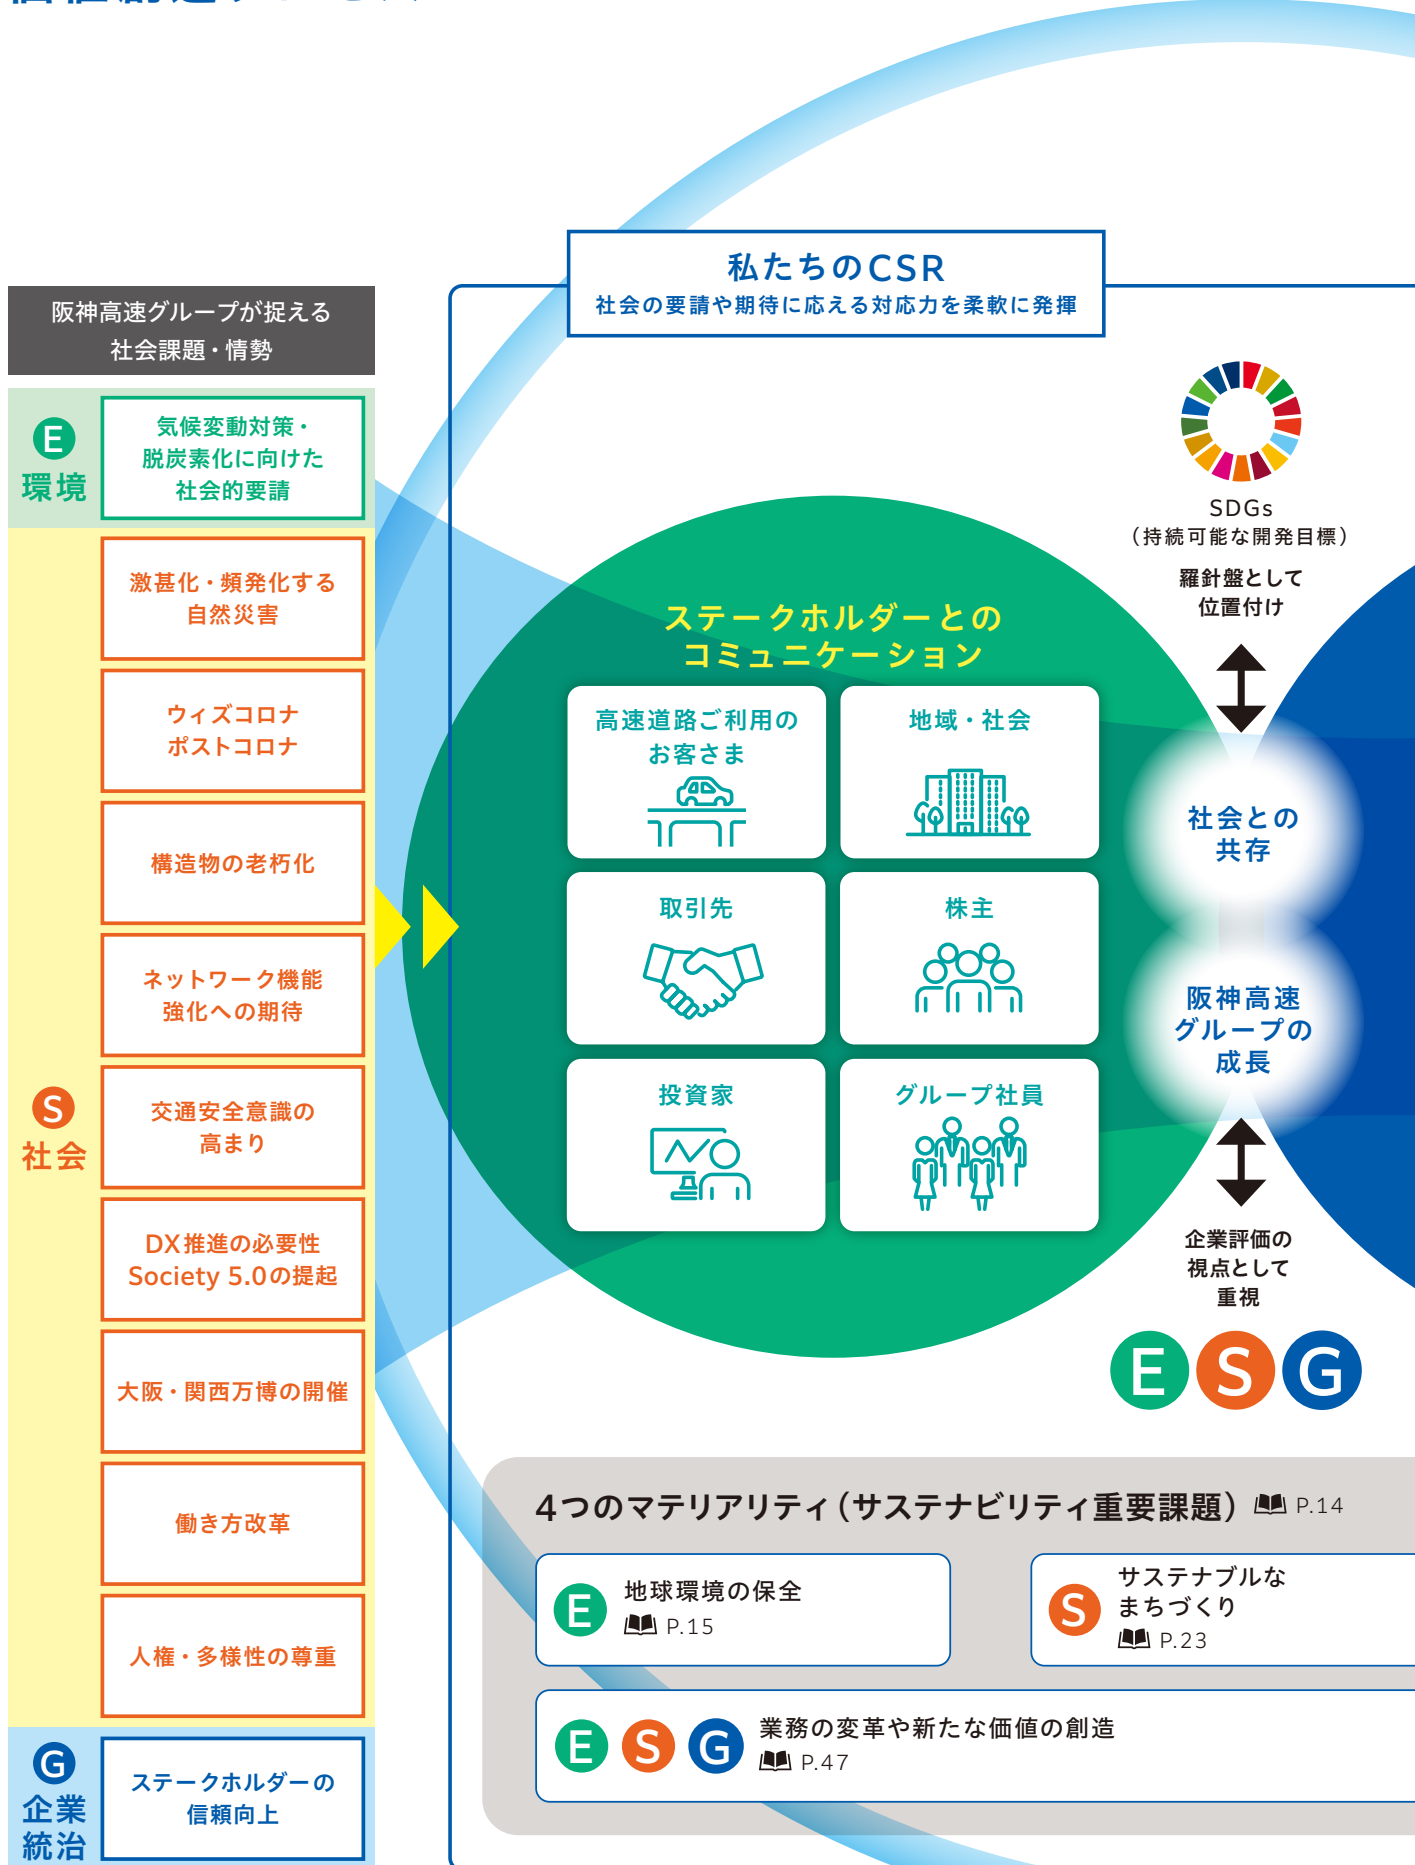 私たちのCSR
社会の要請や期待に応える対応力を柔軟に発揮
阪神高速グループが捉える
社会課題・情勢
E
環境
気候変動対策・
脱炭素化に向けた
社会的要請
S
社会
激甚化・頻発化する
自然災害
ウィズコロナ
ポストコロナ
構造物の老朽化
ネットワーク機能
強化への期待
交通安全意識の
高まり
DX推進の必要性
Society 5.0の提起
大阪・関西万博の開催
働き方改革
人権・多様性の尊重
G
企業
統治
ステークホルダーの
信頼向上
ステークホルダーとの
コミュニケーション
高速道路ご利用の
お客さま
地域・社会
取引先
株主
投資家
グループ社員
SDGs
（持続可能な開発目標）
羅針盤として
位置付け
社会との
共存
阪神高速
グループの
成長
企業評価の
視点として
重視
E S G
4つのマテリアリティ（サステナビリティ重要課題） P.14
E
地球環境の保全
P.15
S
サステナブルな
まちづくり
P.23
E S G
業務の変革や新たな価値の創造
P.47